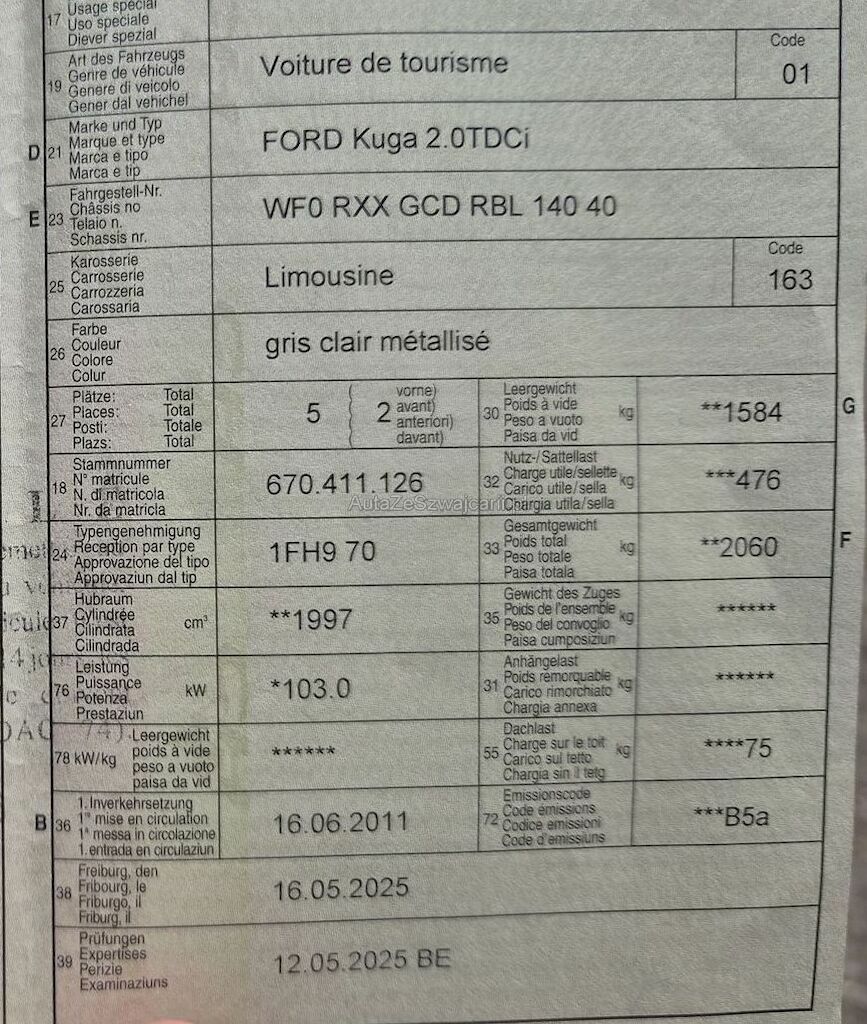 17 Usage spécial
Uso speciale
Diever spezial
19 Art des Fahrzeugs
Genre de véhicule
Genere di veicolo
Gener dal vehichel
Voiture de tourisme
Code
01
D 21 Marke und Typ
Marque et type
Marca e tipo
Marca e tip
FORD Kuga 2.0TDCi
E 23 Fahrgestell-Nr.
Châssis no
Telaio n.
Schassis nr.
WF0 RXX GCD RBL 140 40
25 Karosserie
Carrosserie
Carrozzeria
Carossaria
Limousine
Code
163
26 Farbe
Couleur
Colore
Colur
gris clair métallisé
27 Plätze: Total
Places: Total
Posti: Totale
Plazs: Total
5
2
vorne)
avant)
anteriori)
davant)
30 Leergewicht
Poids à vide
Peso a vuoto
Paisa da vid
kg
**1584
G
18 Stammnummer
N° matricule
N. di matricola
Nr. da matricla
670.411.126
32 Nutz-/Sattellast
Charge utile/sellette
Carico utile/sella
Chargia utila/sella
kg
***476
24 Typengenehmigung
Réception par type
Approvazione del tipo
Approvaziun dal tip
1FH9 70
33 Gesamtgewicht
Poids total
Peso totale
Paisa totala
kg
**2060
F
37 Hubraum
Cylindrée
Cilindrata
Cilindrada
cm³
**1997
35 Gewicht des Zuges
Poids de l'ensemble
Peso del convoglio
Paisa cumposiziun
kg
******
76 Leistung
Puissance
Potenza
Prestaziun
kW
*103.0
31 Anhängelast
Poids remorquable
Carico rimorchiato
Chargia annexa
kg
******
78 kW/kg
Leergewicht
poids à vide
peso a vuoto
paisa da vid
******
55 Dachlast
Charge sur le toit
Carico sul tetto
Chargia sin il tetg
kg
****75
B 36 1. Inverkehrsetzung
1re mise en circulation
1a messa in circolazione
1. entrada en circulaziun
16.06.2011
72 Emissionscode
Code émissions
Codice emissioni
Code d'emissiuns
***B5a
38 Freiburg, den
Fribourg, le
Friburgo, il
Friburg, il
16.05.2025
39 Prüfungen
Expertises
Perizie
Examinaziuns
12.05.2025 BE